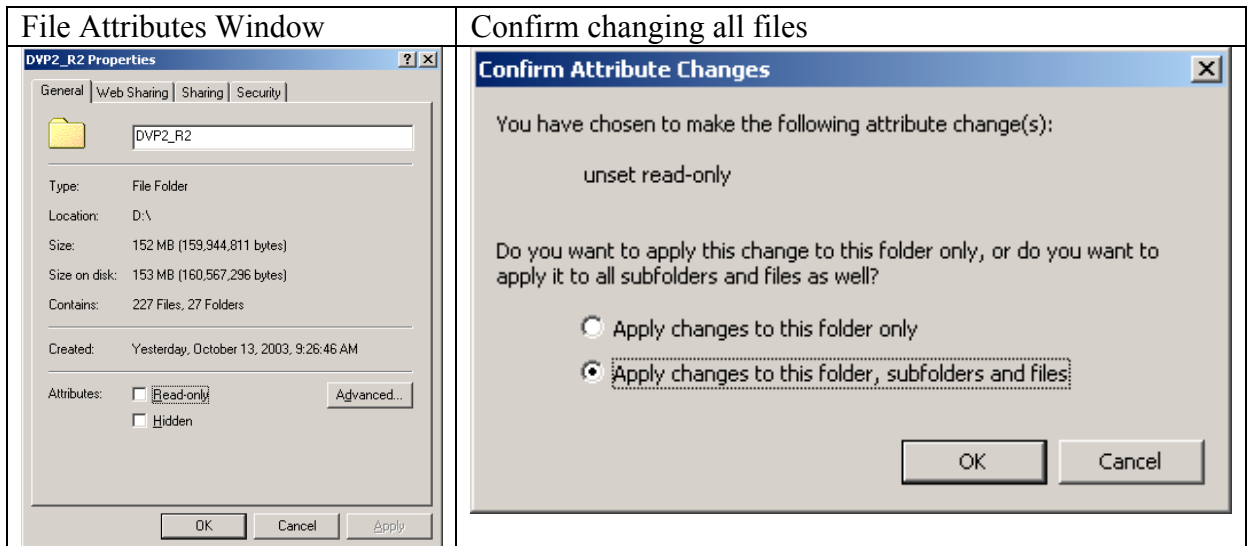 File Attributes Window
DVP2_R2 Properties
General Web Sharing Sharing Security
DVP2_R2
Type: File Folder
Location: D:\
Size: 152 MB (159,944,811 bytes)
Size on disk: 153 MB (160,567,296 bytes)
Contains: 227 Files, 27 Folders
Created: Yesterday, October 13, 2003, 9:26:46 AM
Attributes: Read-only Advanced...
Hidden
OK Cancel Apply
Confirm changing all files
Confirm Attribute Changes
You have chosen to make the following attribute change(s):
unset read-only
Do you want to apply this change to this folder only, or do you want to
apply it to all subfolders and files as well?
Apply changes to this folder only
Apply changes to this folder, subfolders and files
OK Cancel